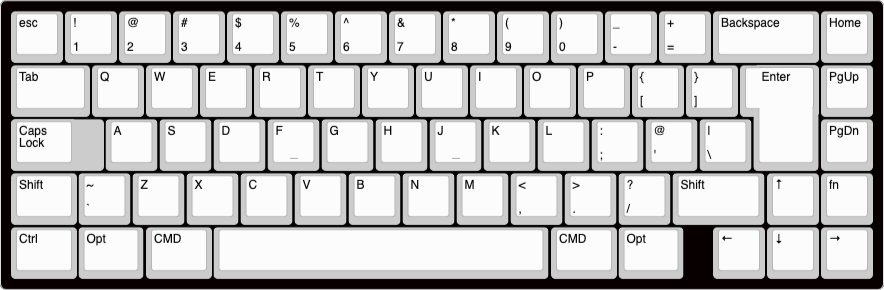 esc ! @ # $ % ^ & * ( ) _ + Backspace Home
1 2 3 4 5 6 7 8 9 0 - =
Tab Q W E R T Y U I O P { } Enter PgUp
[ ]
Caps A S D F G H J K L : @ | PgDn
Lock _ _ ; ' \
Shift ~ Z X C V B N M < > ? Shift ↑ fn
` , . /
Ctrl Opt CMD CMD Opt ← ↓ →